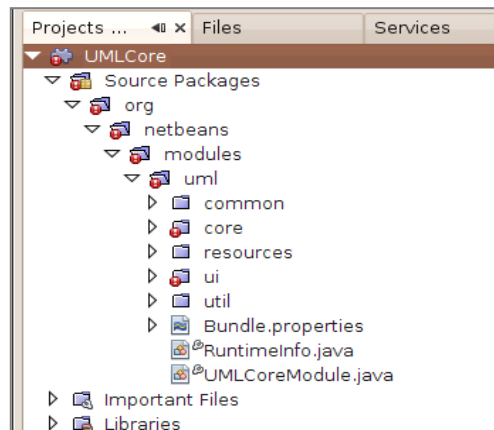 Projects ... Files Services
UMLCore
Source Packages
org
netbeans
modules
uml
common
core
resources
ui
util
Bundle.properties
RuntimeInfo.java
UMLCoreModule.java
Important Files
Libraries